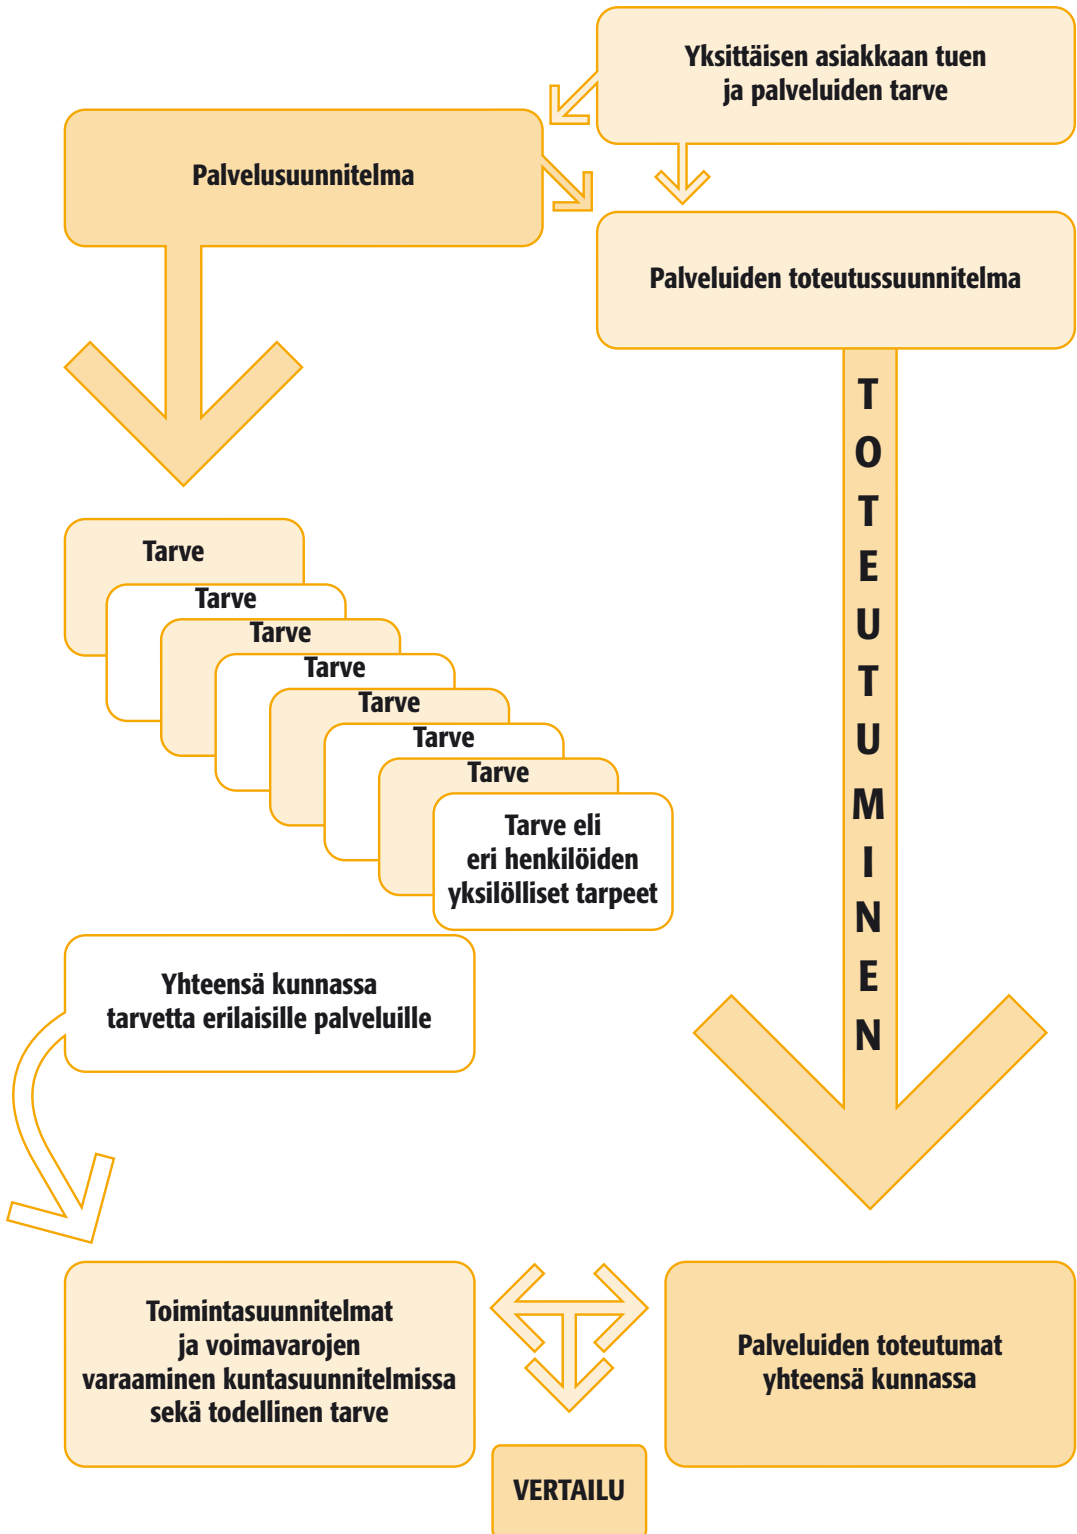 Yksittäisen asiakkaan tuen
ja palveluiden tarve
Palvelusuunnitelma
Palveluiden toteutussuunnitelma
T
O
T
E
U
T
U
M
I
N
E
N
Tarve
Tarve
Tarve
Tarve
Tarve
Tarve
Tarve
Tarve eli
eri henkilöiden
yksilölliset tarpeet
Yhteensä kunnassa
tarvetta erilaisille palveluille
Toimintasuunnitelmat
ja voimavarojen
varaaminen kuntasuunnitelmissa
sekä todellinen tarve
Palveluiden toteutumat
yhteensä kunnassa
VERTAILU